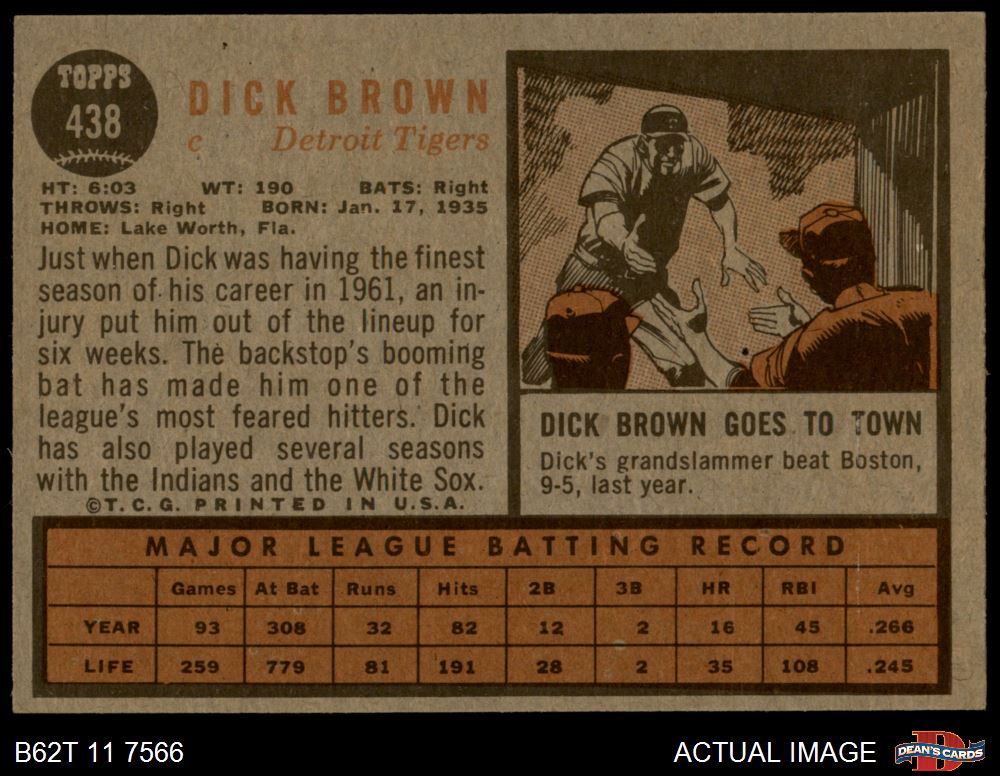 TOPPS
438
DICK BROWN
c Detroit Tigers
HT: 6:03 WT: 190 BATS: Right
THROWS: Right BORN: Jan. 17, 1935
HOME: Lake Worth, Fla.
Just when Dick was having the finest
season of his career in 1961, an in-
jury put him out of the lineup for
six weeks. The backstop's booming
bat has made him one of the
league's most feared hitters. Dick
has also played several seasons
with the Indians and the White Sox.
©T.C.G. PRINTED IN U.S.A.
DICK BROWN GOES TO TOWN
Dick's grandslammer beat Boston,
9-5, last year.
MAJOR LEAGUE BATTING RECORD
Games At Bat Runs Hits 2B 3B HR RBI Avg
YEAR 93 308 32 82 12 2 16 45 .266
LIFE 259 779 81 191 28 2 35 108 .245
B62T 11 7566
ACTUAL IMAGE
D
DEAN'S CARDS